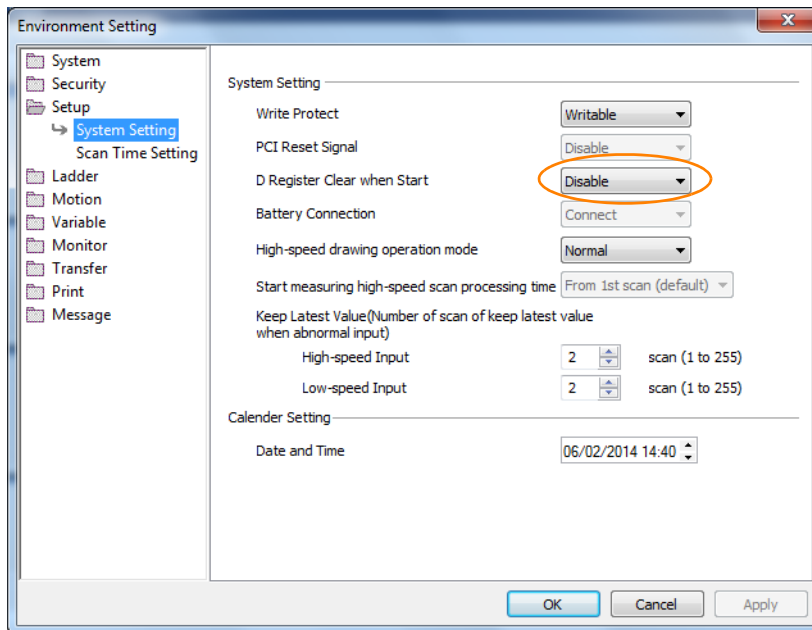 Environment Setting
x
System
Security
Setup
System Setting
Scan Time Setting
Ladder
Motion
Variable
Monitor
Transfer
Print
Message
System Setting
Write Protect Writable
PCI Reset Signal Disable
D Register Clear when Start Disable
Battery Connection Connect
High-speed drawing operation mode Normal
Start measuring high-speed scan processing time From 1st scan (default)
Keep Latest Value(Number of scan of keep latest value
when abnormal input)
High-speed Input 2 scan (1 to 255)
Low-speed Input 2 scan (1 to 255)
Calender Setting
Date and Time 06/02/2014 14:40
OK Cancel Apply